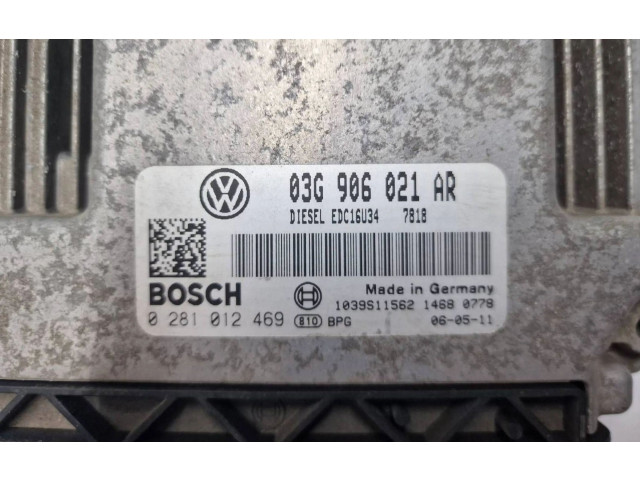 03G 906 021 AR
DIESEL EDC16U34 7818
BOSCH
Made in Germany
1039S11562 1468 0778
0 281 012 469 810 BPG 06-05-11